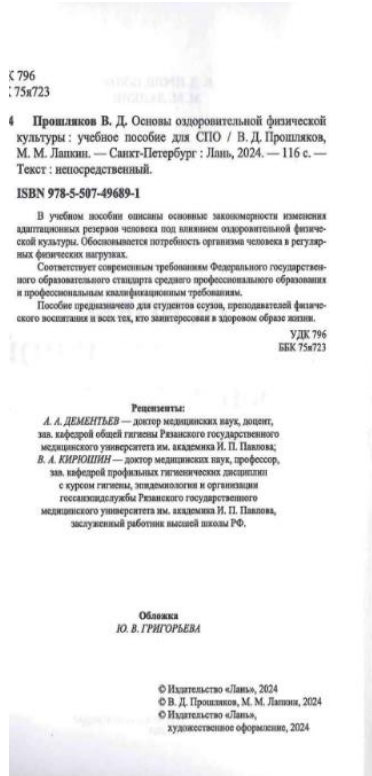 К 796
К 75я723
4 Прошляков В. Д. Основы оздоровительной физической
культуры : учебное пособие для СПО / В. Д. Прошляков,
М. М. Лапкин. — Санкт-Петербург : Лань, 2024. — 116 с. —
Текст : непосредственный.
ISBN 978-5-507-49689-1
В учебном пособии описаны основные закономерности изменения
адаптационных резервов человека под влиянием оздоровительной физиче-
ской культуры. Обосновывается потребность организма человека в регуляр-
ных физических нагрузках.
Соответствует современным требованиям Федерального государствен-
ного образовательного стандарта среднего профессионального образования
и профессиональным квалификационным требованиям.
Пособие предназначено для студентов ссузов, преподавателей физиче-
ского воспитания и всех тех, кто заинтересован в здоровом образе жизни.
УДК 796
ББК 75я723
Рецензенты:
А. А. ДЕМЕНТЬЕВ — доктор медицинских наук, доцент,
зав. кафедрой общей гигиены Рязанского государственного
медицинского университета им. академика И. П. Павлова;
В. А. КИРЮШИН — доктор медицинских наук, профессор,
зав. кафедрой профильных гигиенических дисциплин
с курсом гигиены, эпидемиологии и организации
госсанэпидслужбы Рязанского государственного
медицинского университета им. академика И. П. Павлова,
заслуженный работник высшей школы РФ.
Обложка
Ю. В. ГРИГОРЬЕВА
© Издательство «Лань», 2024
© В. Д. Прошляков, М. М. Лапкин, 2024
© Издательство «Лань»,
художественное оформление, 2024